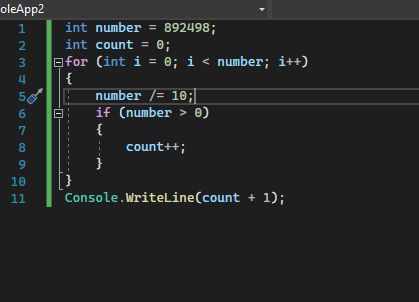 oleApp2
1 int number = 892498;
2 int count = 0;
3 for (int i = 0; i < number; i++)
4 {
5 number /= 10;
6 if (number > 0)
7 {
8 count++;
9 }
10 }
11 Console.WriteLine(count + 1);